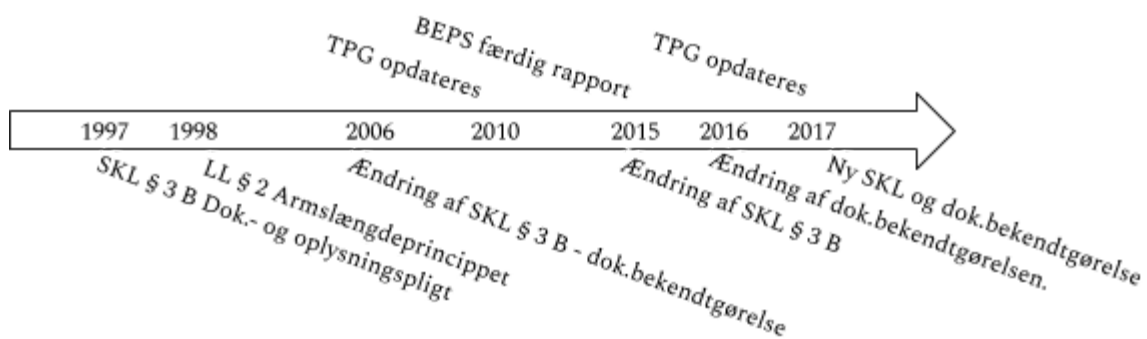 TPG opdateres
BEPS færdig rapport
TPG opdateres
1997 1998 2006 2010 2015 2016 2017
SKL § 3 B Dok.- og oplysningspligt
LL § 2 Armslængdeprincippet
Ændring af SKL § 3 B - dok.bekendtgørelse
Ændring af SKL § 3 B
Ændring af dok.bekendtgørelsen.
Ny SKL og dok.bekendtgørelse